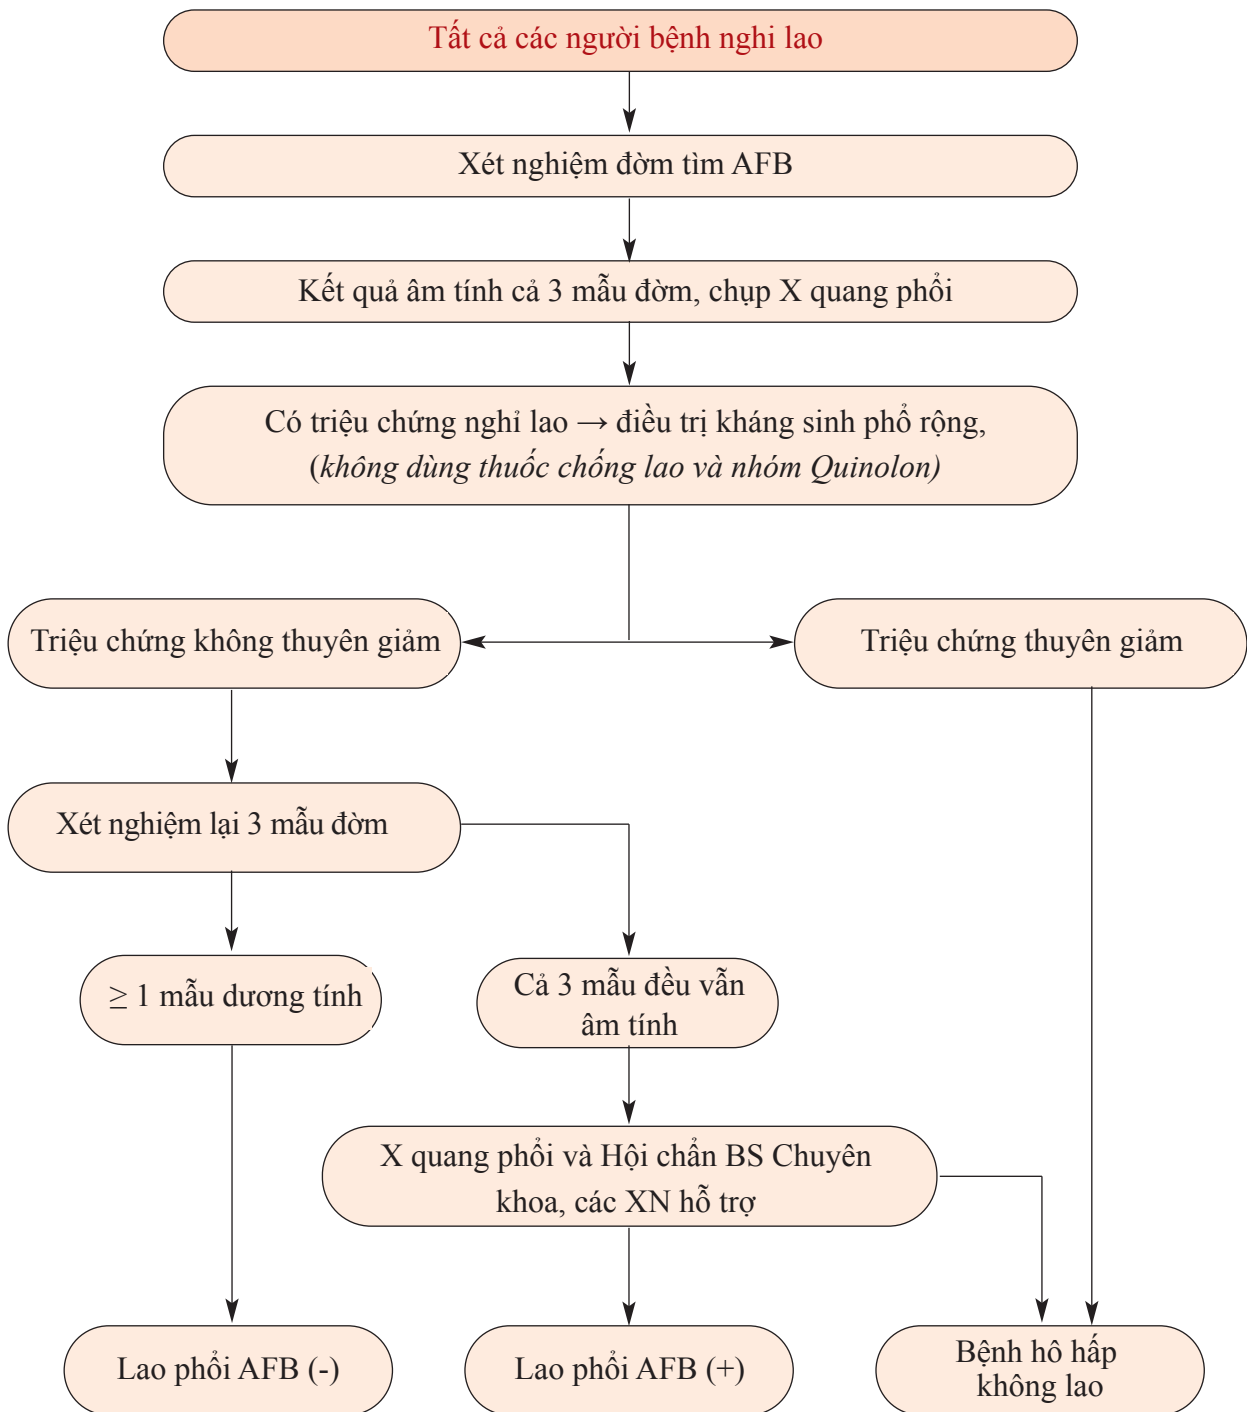 Tất cả các người bệnh nghi lao
Xét nghiệm đờm tìm AFB
Kết quả âm tính cả 3 mẫu đờm, chụp X quang phổi
Có triệu chứng nghỉ lao → điều trị kháng sinh phổ rộng,
(không dùng thuốc chống lao và nhóm Quinolon)
Triệu chứng không thuyên giảm
Triệu chứng thuyên giảm
Xét nghiệm lại 3 mẫu đờm
≥ 1 mẫu dương tính
Cả 3 mẫu đều vẫn
âm tính
X quang phổi và Hội chẩn BS Chuyên
khoa, các XN hỗ trợ
Lao phổi AFB (-)
Lao phổi AFB (+)
Bệnh hô hấp
không lao